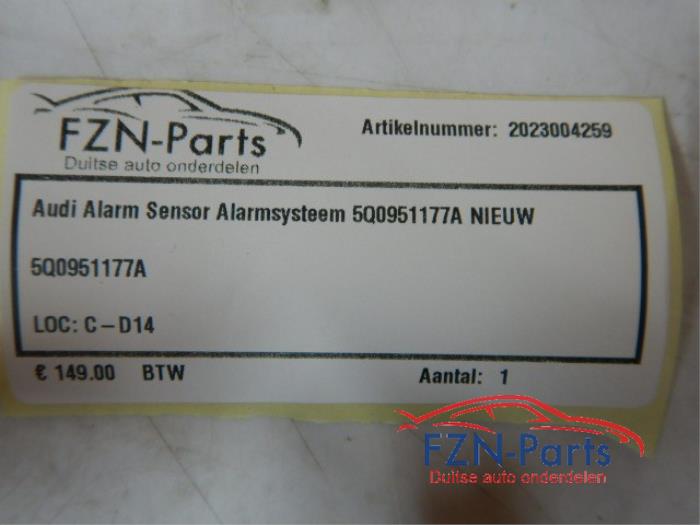 FZN-Parts
Duitse auto onderdelen
Artikelnummer: 2023004259
Audi Alarm Sensor Alarmsysteem 5Q0951177A NIEUW
5Q0951177A
LOC: C - D14
€ 149.00 BTW
Aantal: 1
FZN-Parts
Duitse auto onderdelen